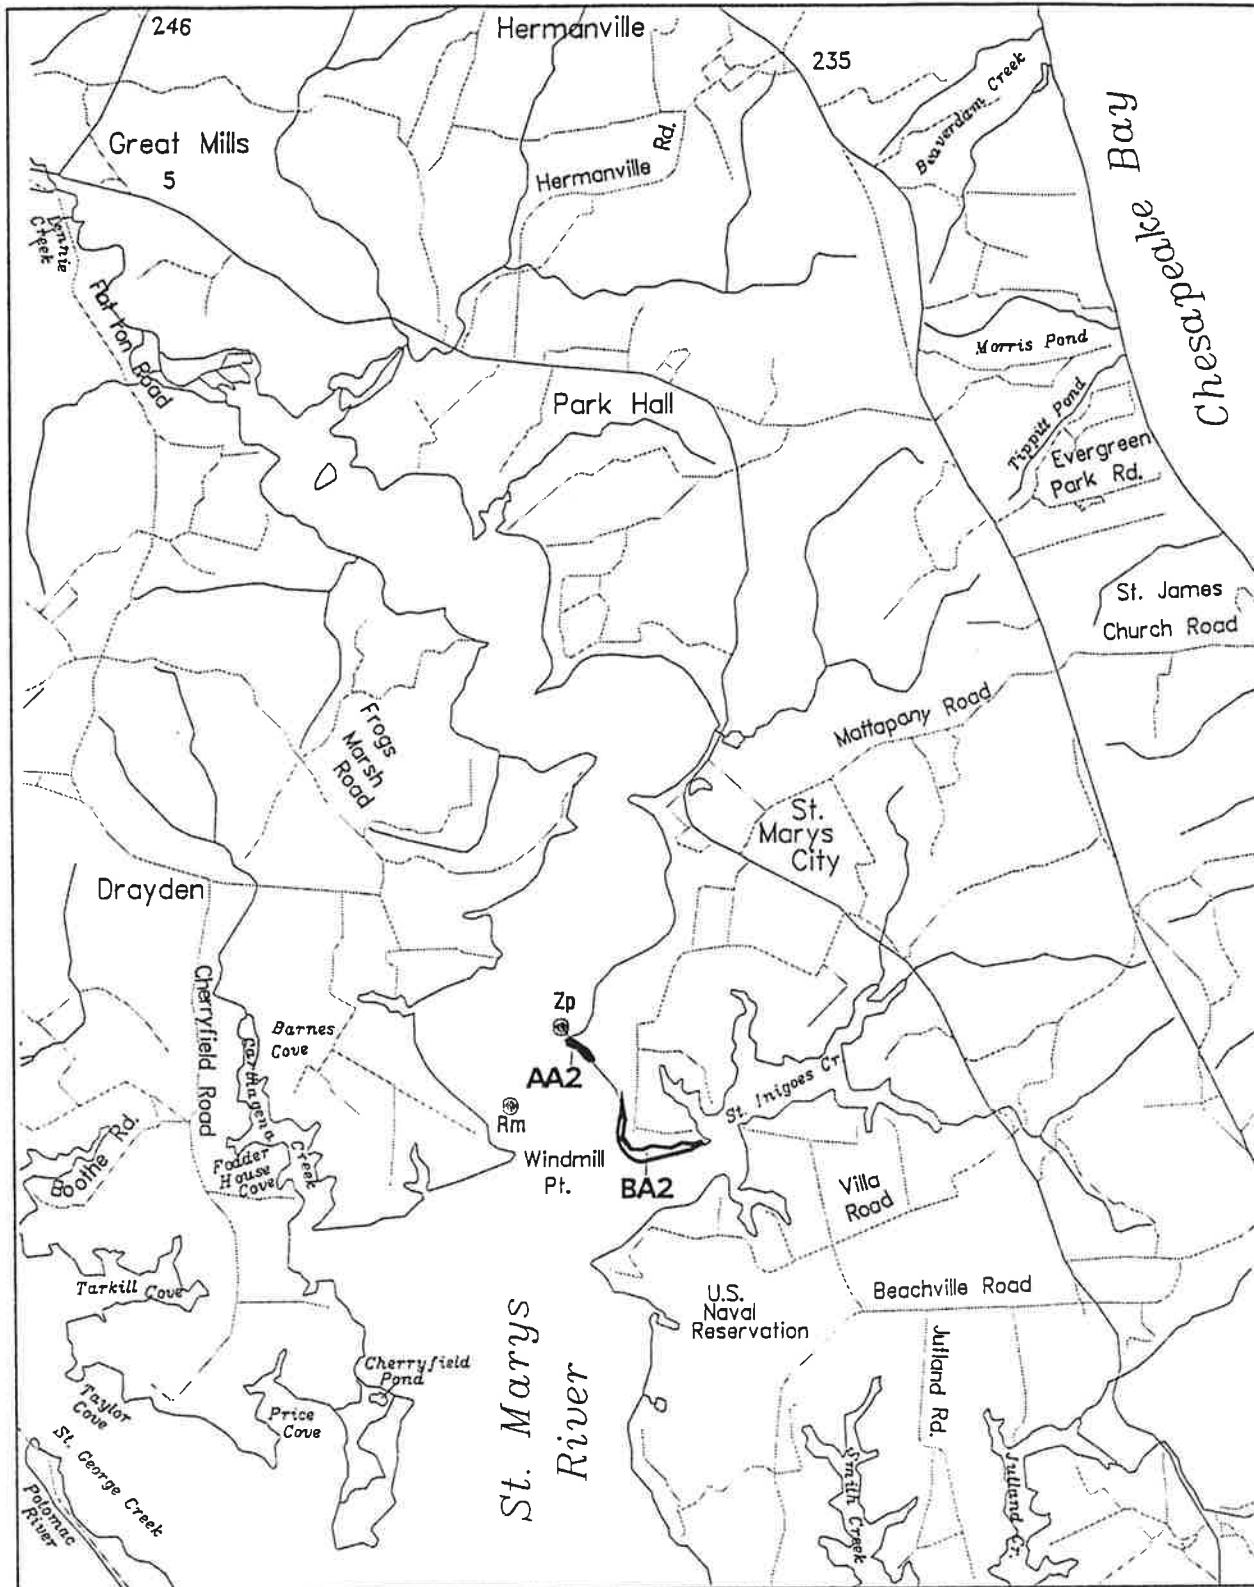 246
Hermanville
235
Beaverdam Creek
Chesapeake Bay
Great Mills
5
Hermanville Rd.
Flat Iron Road
Morris Pond
Park Hall
Tippitt Pond
Evergreen
Park Rd.
St. James
Church Road
Mattapany Road
Frogs
Marsh
Road
St.
Marys
City
Drayden
Cherryfield Road
Barnes
Cove
Carthagena Creek
Zp
AA2
Rm
St. Inigoes Cr.
Boothe Rd.
Fodder
House
Cove
Windmill
Pt.
BA2
Villa
Road
Tarkill Cove
U.S.
Naval
Reservation
Beachville Road
St. Marys
River
Jutland Rd.
Cherryfield
Pond
Price
Cove
Taylor
Cove
St. George Creek
Potomac
River
Smith Creek
Jutland Cr.